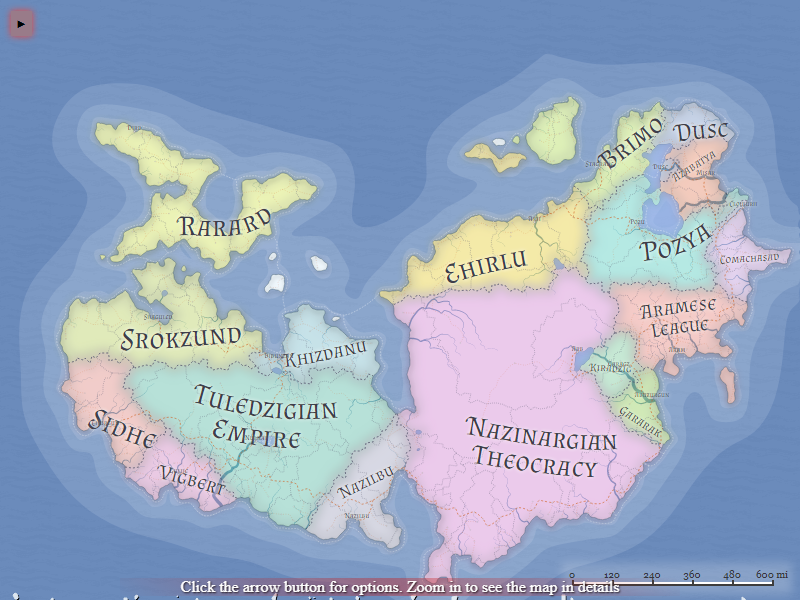 ▶
DUSC
BRIMO
AZABATYA
RARARD
POZYA
COMACHASAD
EHIRLU
ARAMESE
LEAGUE
SROKZUND
KHIZDANU
KIRADZIG
TULEDZIGIAN
EMPIRE
GARARAK
SIDHE
NAZINARGIAN
THEOCRACY
VIGBERT
NAZILBU
0 120 240 360 480 600 mi
Click the arrow button for options. Zoom in to see the map in details